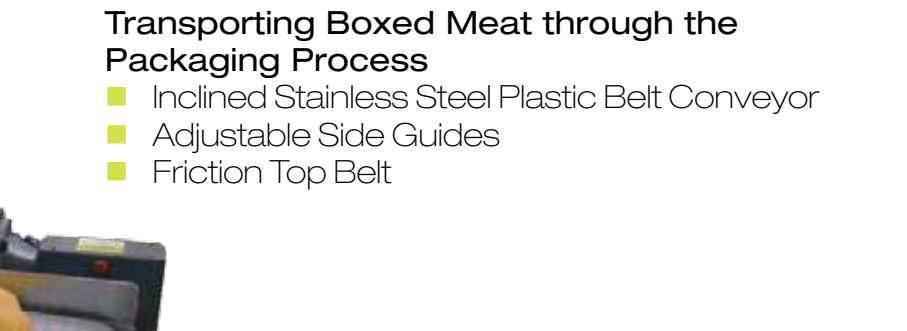 Transporting Boxed Meat through the
Packaging Process
Inclined Stainless Steel Plastic Belt Conveyor
Adjustable Side Guides
Friction Top Belt